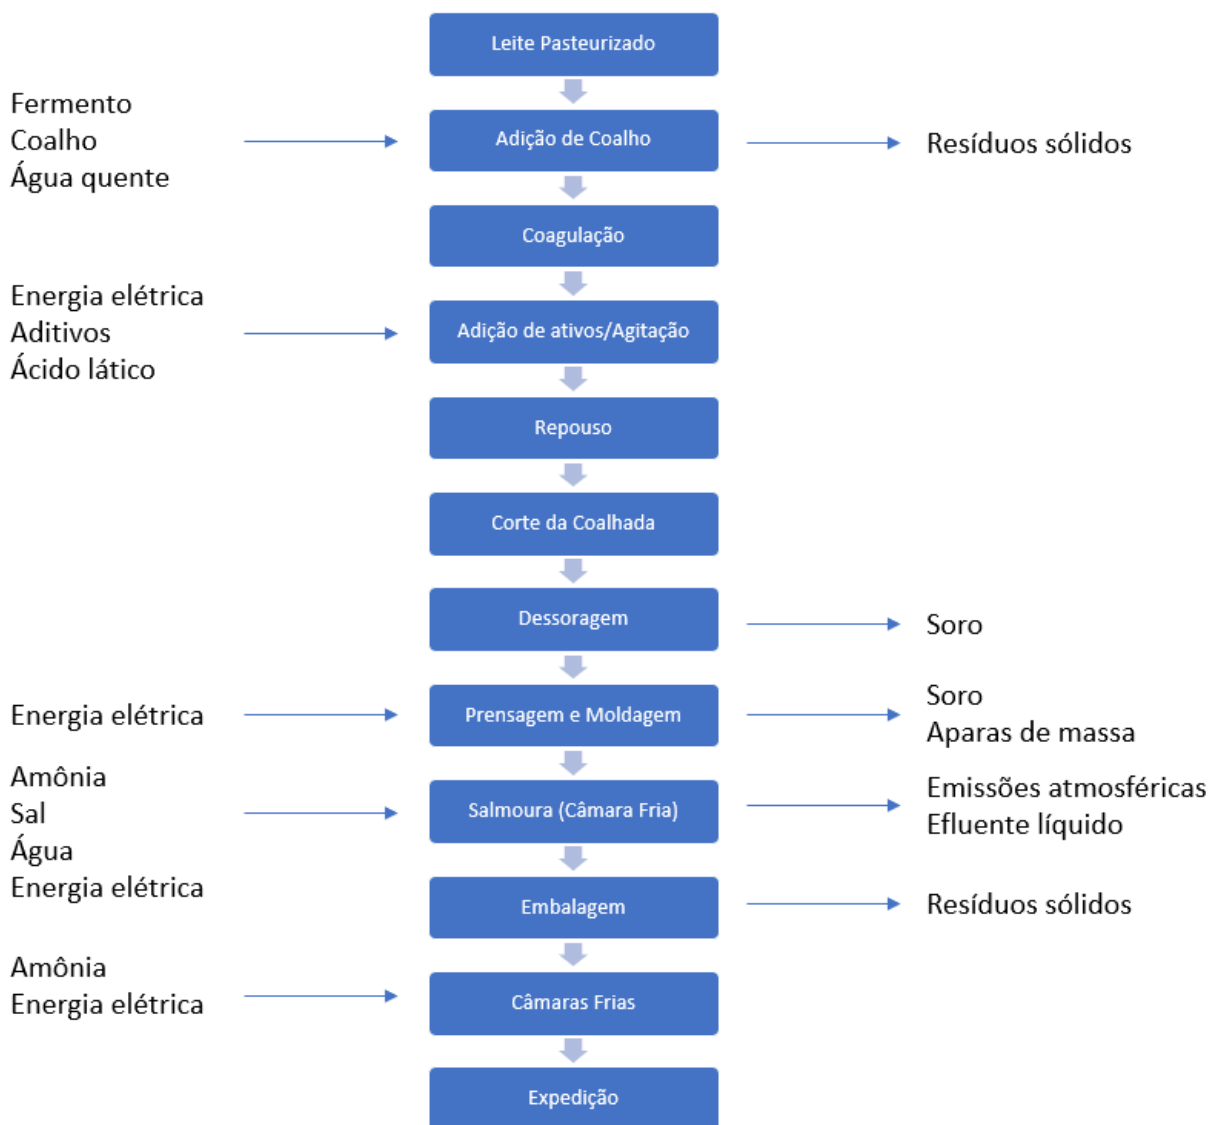 Leite Pasteurizado
Fermento
Coalho
Água quente
Adição de Coalho
Resíduos sólidos
Coagulação
Energia elétrica
Aditivos
Ácido lático
Adição de ativos/Agitação
Repouso
Corte da Coalhada
Dessoragem
Soro
Energia elétrica
Prensagem e Moldagem
Soro
Aparas de massa
Amônia
Sal
Água
Energia elétrica
Salmoura (Câmara Fria)
Emissões atmosféricas
Efluente líquido
Embalagem
Resíduos sólidos
Amônia
Energia elétrica
Câmaras Frias
Expedição